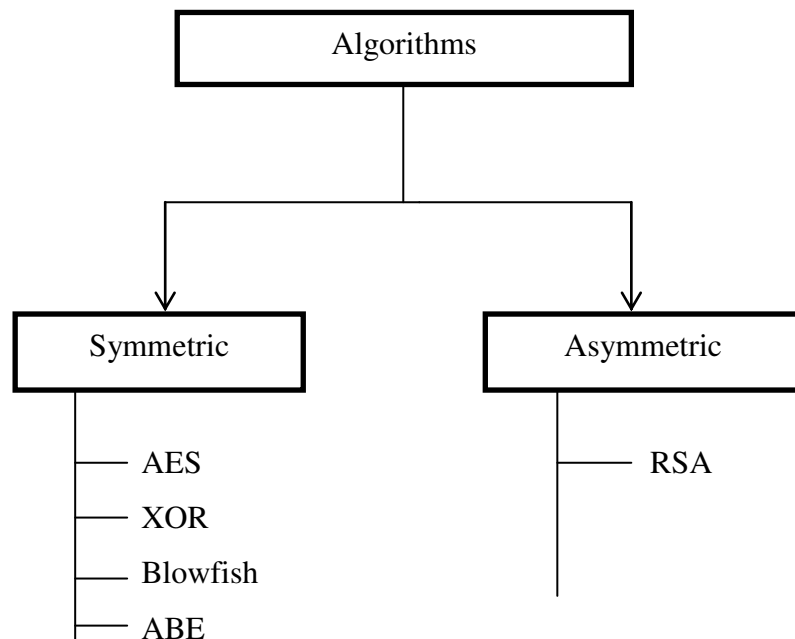 Algorithms
Symmetric
Asymmetric
AES
XOR
Blowfish
ABE
RSA